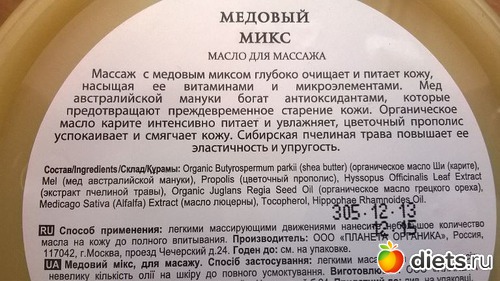 МЕДОВЫЙ
МИКС
МАСЛО ДЛЯ МАССАЖА
Массаж с медовым миксом глубоко очищает и питает кожу,
насыщая ее витаминами и микроэлементами. Мед
австралийской мануки богат антиоксидантами, которые
предотвращают преждевременное старение кожи. Органическое
масло карите интенсивно питает и увлажняет, цветочный прополис
успокаивает и смягчает кожу. Сибирская пчелиная трава повышает ее
эластичность и упругость.
Состав/Ingredients/Склад/Құрамы: Organic Butyrospermum parkii (shea butter) (органическое масло Ши (карите),
Mel (мед австралийской мануки), Propolis (цветочный прополис), Hyssopus Officinalis Leaf Extract
(экстракт пчелиной травы), Organic Juglans Regia Seed Oil (органическое масло грецкого ореха),
Medicago Sativa (Alfalfa) Extract (масло люцерны), Tocopherol, Hippophae Rhamnoides Oil.
305 12 13
12 15
RU Способ применения: легкими массирующими движениями нанесите небольшое количество
масла на кожу до полного впитывания. Производитель: ООО «ПЛАНЕТА ОРГАНИКА», Россия,
117042, г.Москва, проезд Чечерский д.24. Годен до: см. на упаковке.
UA Медовий мікс, для масажу. Спосіб застосування: легкими
невелику кількість олії на шкіру до повного усмоктування. Виготовлю
diets.ru